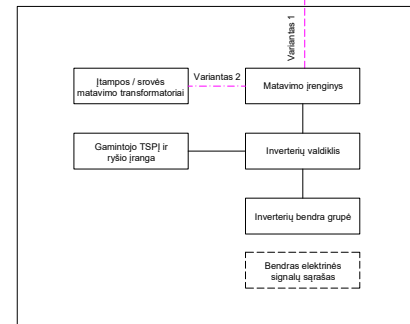 Variantas 1
Įtampos / srovės
matavimo transformatoriai
Variantas 2
Matavimo įrenginys
Gamintojo TSPĮ ir
ryšio įranga
Inverterių valdiklis
Inverterių bendra grupė
Bendras elektrinės
signalų sąrašas